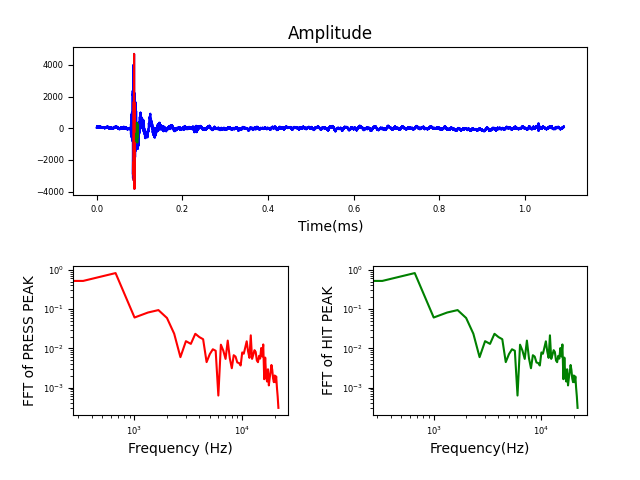 Amplitude
4000
2000
0
−2000
−4000
0.0 0.2 0.4 0.6 0.8 1.0
Time(ms)
FFT of PRESS PEAK
10⁰
10⁻¹
10⁻²
10⁻³
10³ 10⁴
Frequency (Hz)
FFT of HIT PEAK
10⁰
10⁻¹
10⁻²
10⁻³
10³ 10⁴
Frequency(Hz)